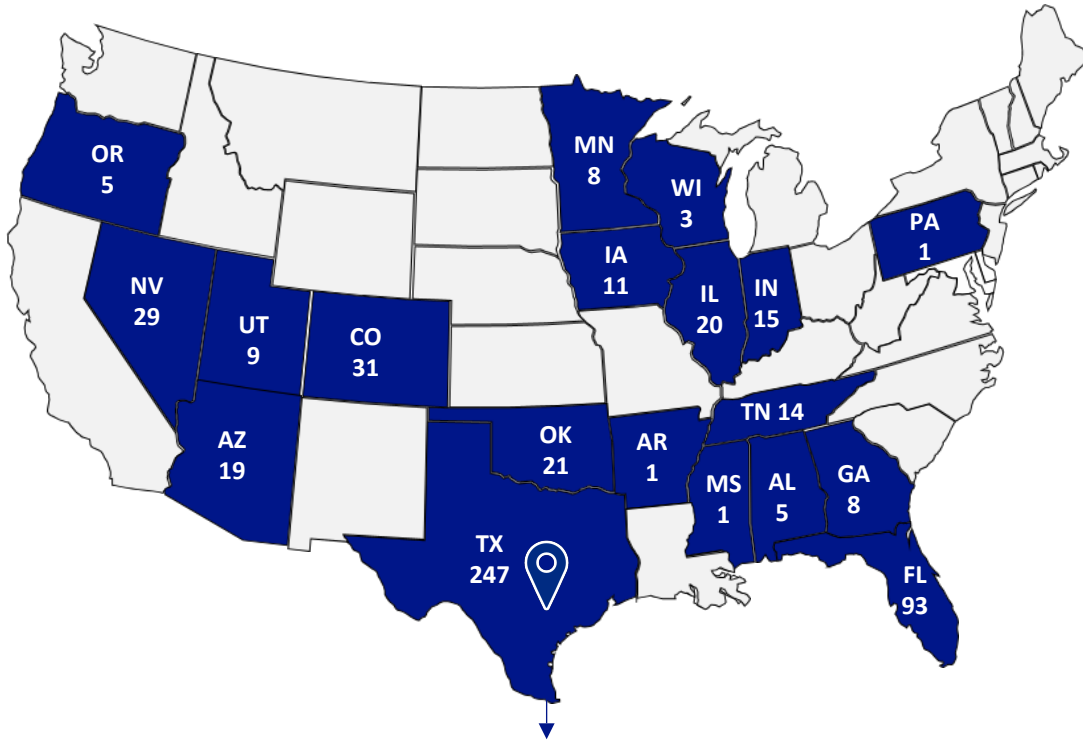 OR
5
MN
8
WI
3
PA
1
IA
11
NV
29
IL
20
IN
15
UT
9
CO
31
TN 14
AZ
19
OK
21
AR
1
MS
1
AL
5
GA
8
TX
247
FL
93